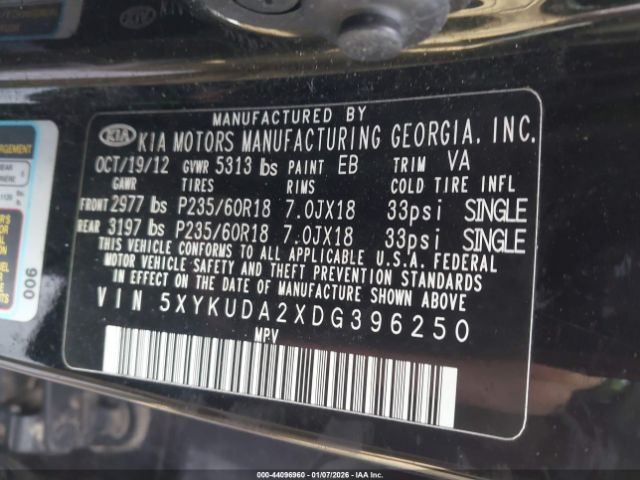 MANUFACTURED BY
KIA KIA MOTORS MANUFACTURING GEORGIA, INC.
OCT/19/12 GVWR 5313 lbs PAINT EB TRIM VA
GAWR TIRES RIMS COLD TIRE INFL
FRONT 2977 lbs P235/60R18 7.0JX18 33psi SINGLE
REAR 3197 lbs P235/60R18 7.0JX18 33psi SINGLE
THIS VEHICLE CONFORMS TO ALL APPLICABLE U.S.A. FEDERAL
MOTOR VEHICLE SAFETY AND THEFT PREVENTION STANDARDS
IN EFFECT ON THE DATE OF MANUFACTURE SHOWN ABOVE.
VIN 5XYKUDA2XDG396250
MPV
006
000-44096960 | 01/07/2026 | IAA Inc.